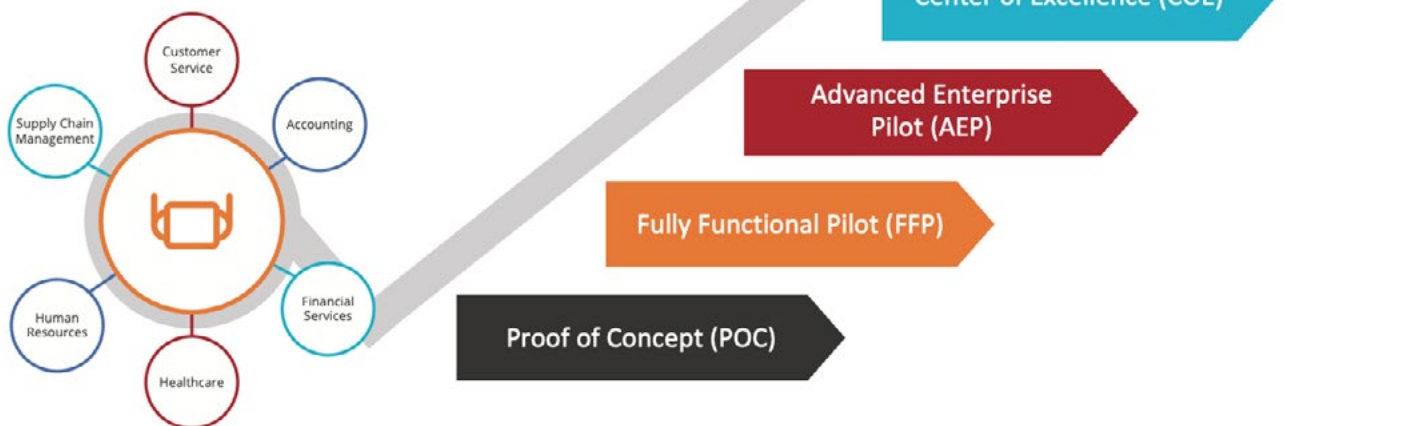 Customer
Service
Supply Chain
Management
Accounting
Human
Resources
Financial
Services
Healthcare
Center of Excellence (COE)
Advanced Enterprise
Pilot (AEP)
Fully Functional Pilot (FFP)
Proof of Concept (POC)